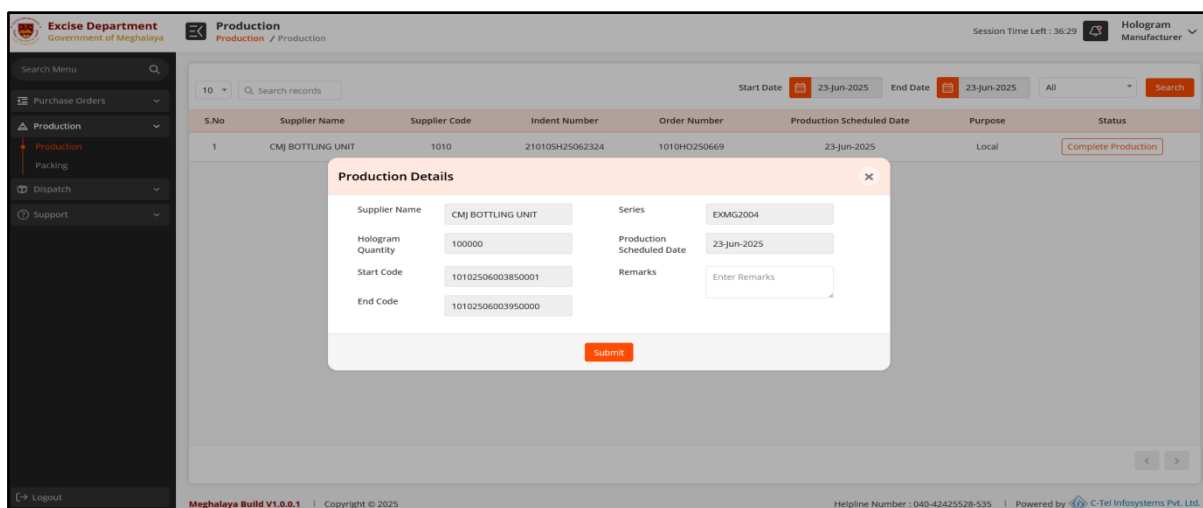 Excise Department
Government of Meghalaya
Production
Production / Production
Session Time Left : 36:29
Hologram
Manufacturer
Search Menu
Purchase Orders
Production
Production
Packing
Dispatch
Support
Logout
10
Search records
Start Date 23-Jun-2025 End Date 23-Jun-2025 All Search
S.No Supplier Name Supplier Code Indent Number Order Number Production Scheduled Date Purpose Status
1 CMJ BOTTLING UNIT 1010 210105H25062324 1010HO250669 23-Jun-2025 Local Complete Production
Production Details
Supplier Name CMJ BOTTLING UNIT Series EXMG2004
Hologram
Quantity
100000
Production
Scheduled Date
23-Jun-2025
Start Code 10102506003850001 Remarks Enter Remarks
End Code 10102506003950000
Submit
Meghalaya Build V1.0.0.1 | Copyright © 2025
Helpline Number : 040-42425528-535 | Powered by C-Tel Infosystems Pvt. Ltd.